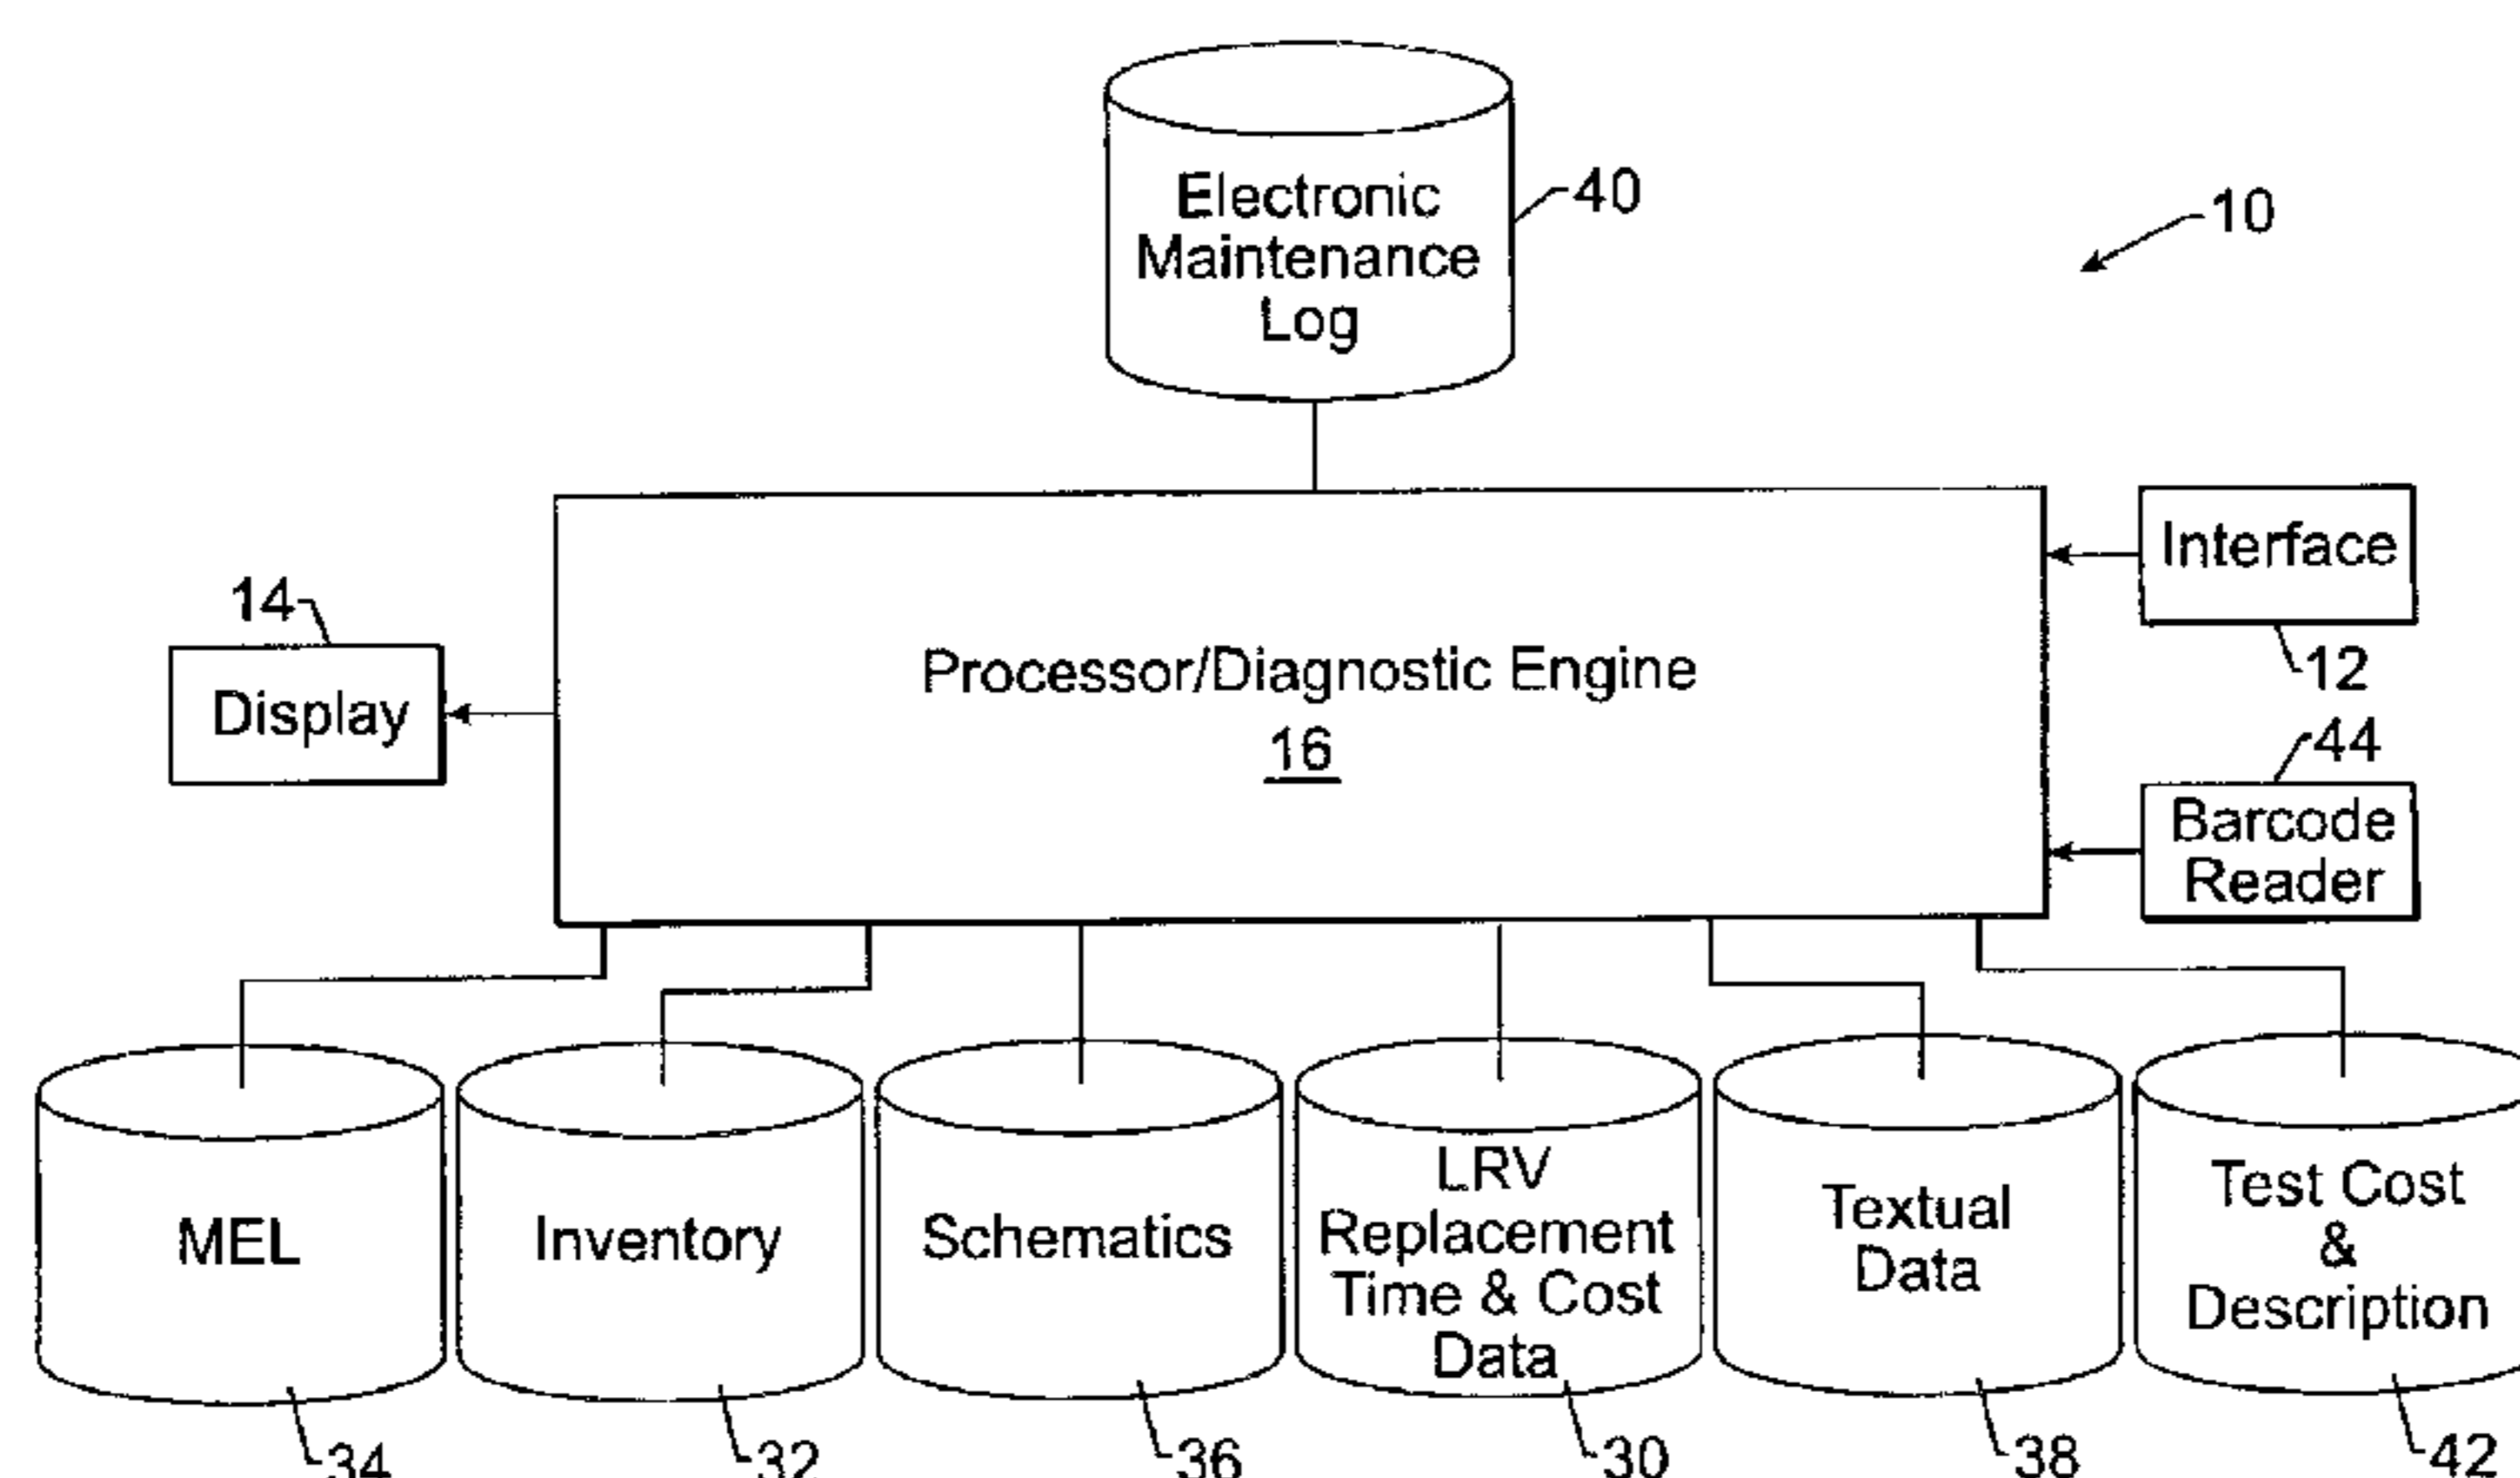 Electronic
Maintenance
Log
40
10
Interface
12
14
Display
Processor/Diagnostic Engine
16
44
Barcode
Reader
MEL
Inventory
Schematics
LRV
Replacement
Time & Cost
Data
Textual
Data
Test Cost
&
Description
34
32
36
30
38
42